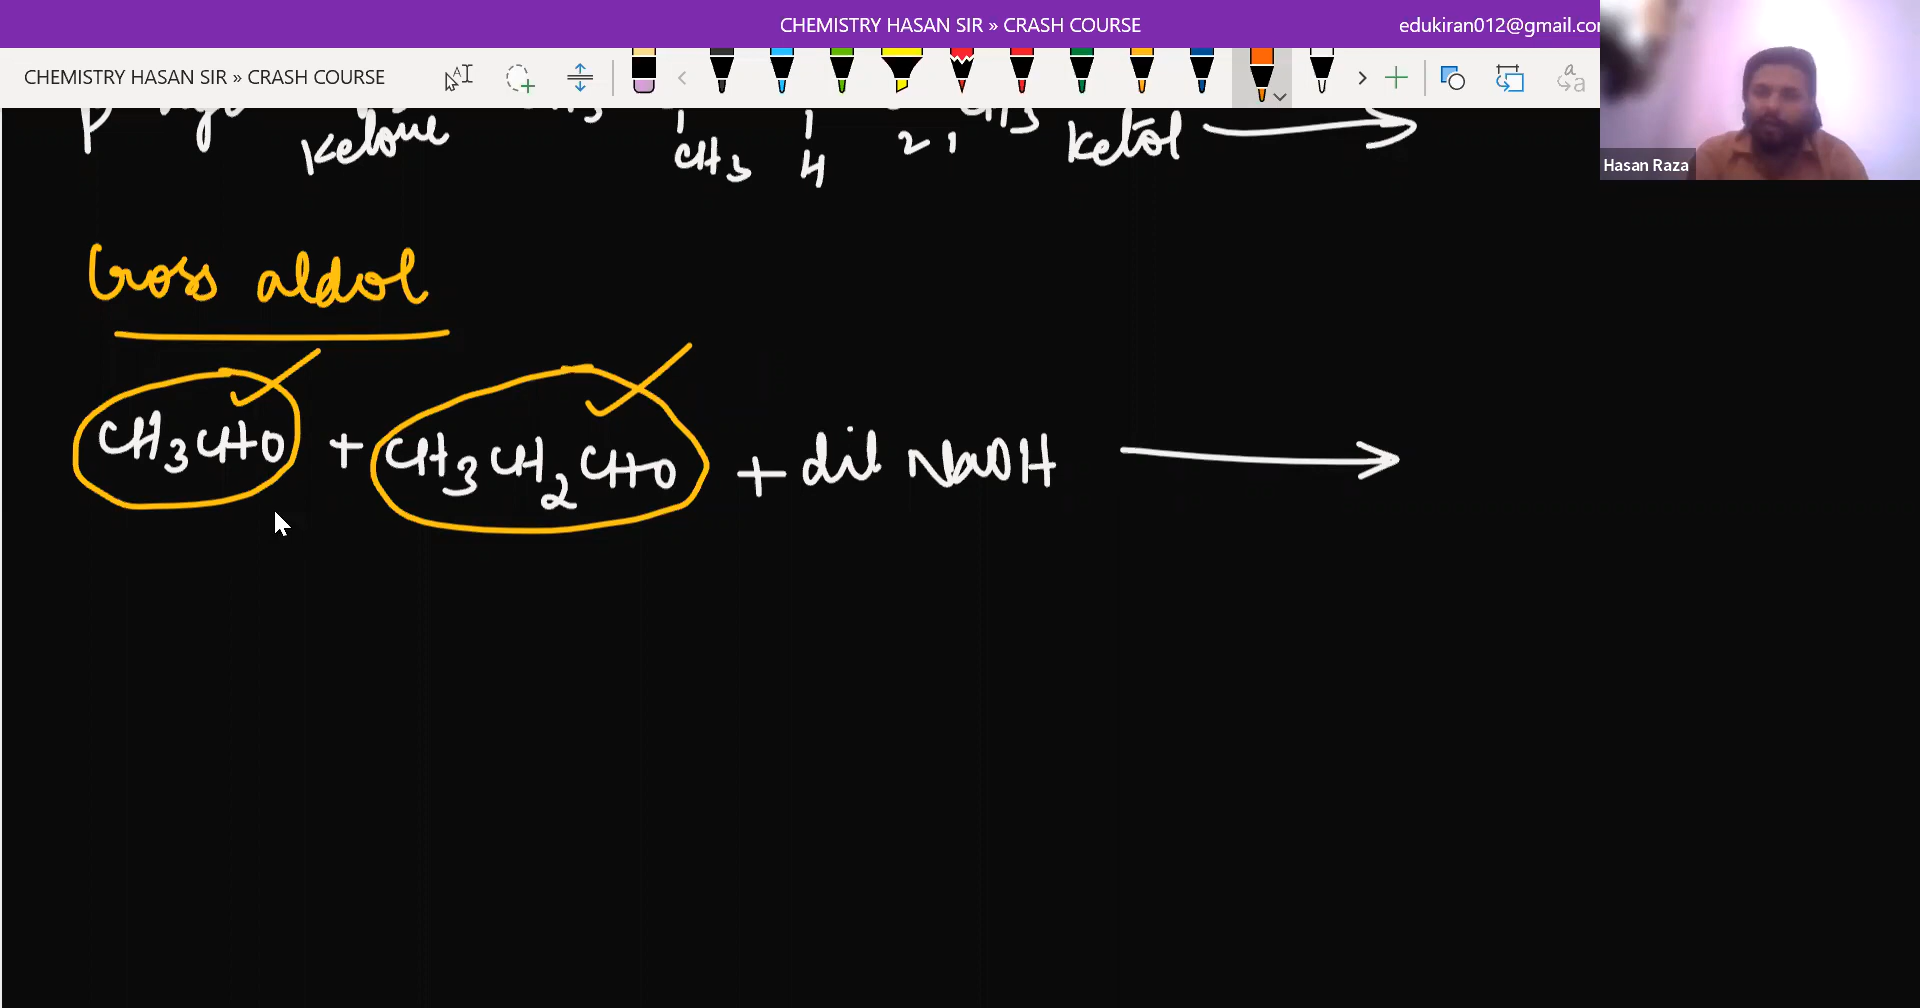 CHEMISTRY HASAN SIR » CRASH COURSE
edukiran012@gmail.co
CHEMISTRY HASAN SIR » CRASH COURSE
Hasan Raza
Ketone CH₃ 4 2 1 CH₃ Ketol
Cross aldol
CH₃CHO + CH₃CH₂CHO + dil NaOH ⟶